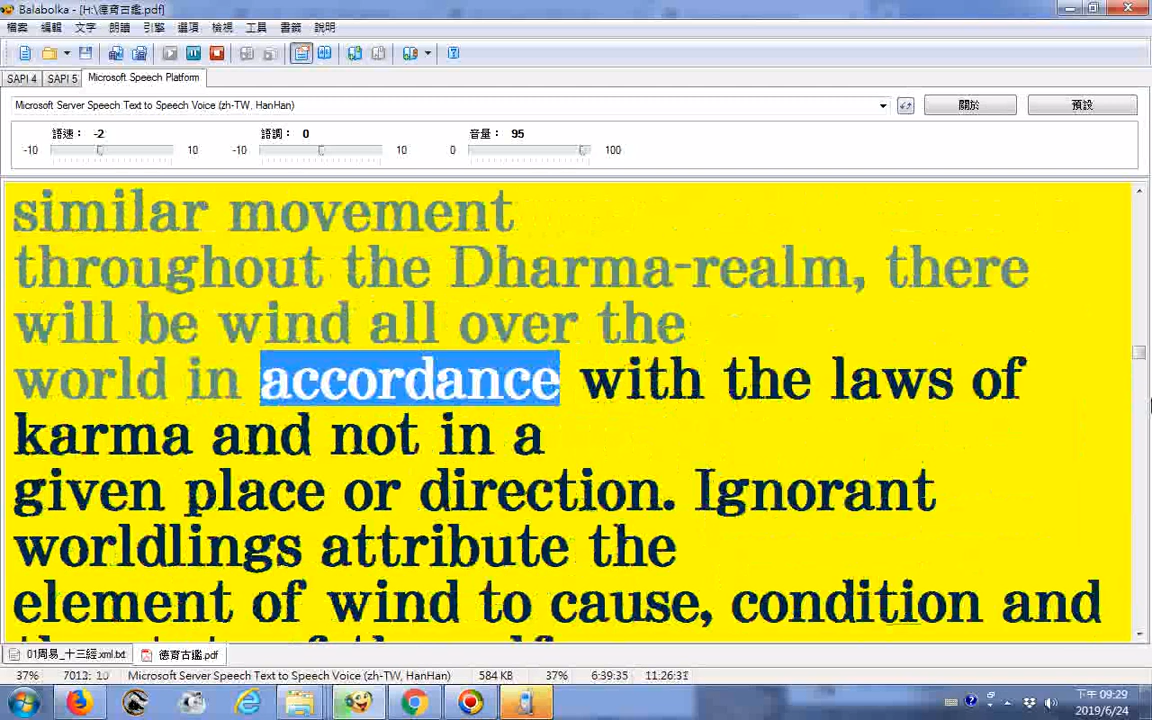 Balabolka - [H:\德育古鑑.pdf]
檔案 編輯 文字 朗讀 引擎 選項 檢視 工具 書籤 說明
SAPI 4 SAPI 5 Microsoft Speech Platform
Microsoft Server Speech Text to Speech Voice (zh-TW, HanHan) 關於 預設
語速： -2 語調： 0 音量： 95
-10 10 -10 10 0 100
similar movement
throughout the Dharma-realm, there
will be wind all over the
world in accordance with the laws of
karma and not in a
given place or direction. Ignorant
worldlings attribute the
element of wind to cause, condition and
01周易_十三經.xml.txt 德育古鑑.pdf
37% 7012: 10 Microsoft Server Speech Text to Speech Voice (zh-TW, HanHan) 584 KB 37% 6:39:35 11:26:31
下午 09:29
2019/6/24